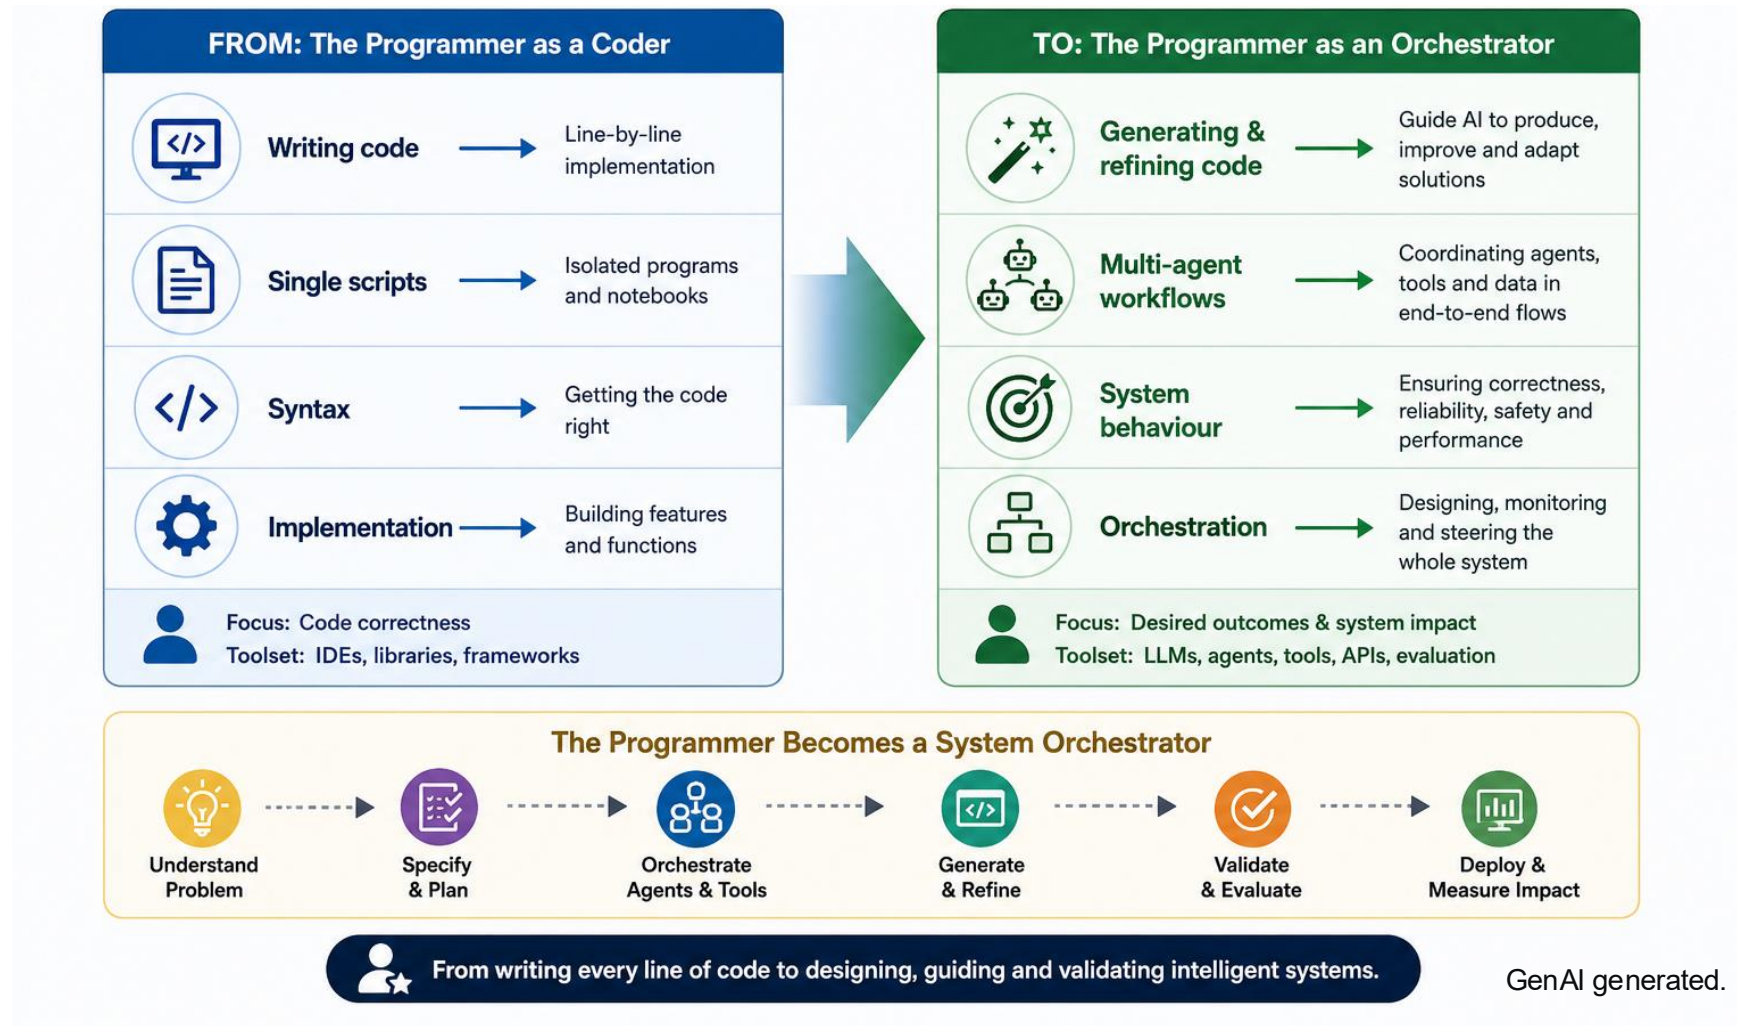 FROM: The Programmer as a Coder
Writing code
Line-by-line
implementation
Single scripts
Isolated programs
and notebooks
Syntax
Getting the code
right
Implementation
Building features
and functions
Focus: Code correctness
Toolset: IDEs, libraries, frameworks
TO: The Programmer as an Orchestrator
Generating &
refining code
Guide AI to produce,
improve and adapt
solutions
Multi-agent
workflows
Coordinating agents,
tools and data in
end-to-end flows
System
behaviour
Ensuring correctness,
reliability, safety and
performance
Orchestration
Designing, monitoring
and steering the
whole system
Focus: Desired outcomes & system impact
Toolset: LLMs, agents, tools, APIs, evaluation
The Programmer Becomes a System Orchestrator
Understand
Problem
Specify
& Plan
Orchestrate
Agents & Tools
Generate
& Refine
Validate
& Evaluate
Deploy &
Measure Impact
From writing every line of code to designing, guiding and validating intelligent systems.
GenAI generated.